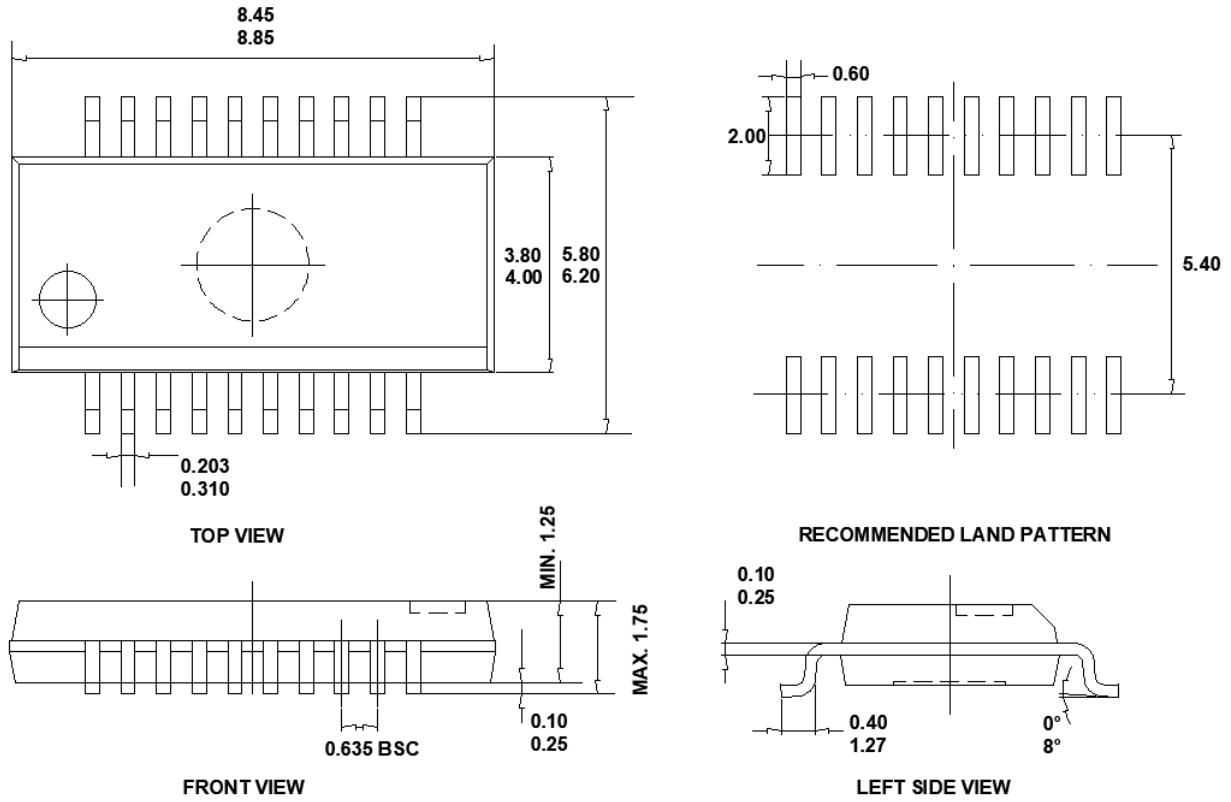 8.45
8.85
0.60
2.00
3.80
4.00
5.80
6.20
5.40
0.203
0.310
TOP VIEW
RECOMMENDED LAND PATTERN
MIN. 1.25
MAX. 1.75
0.10
0.25
0.635 BSC
FRONT VIEW
0.10
0.25
0.40
1.27
0°
8°
LEFT SIDE VIEW